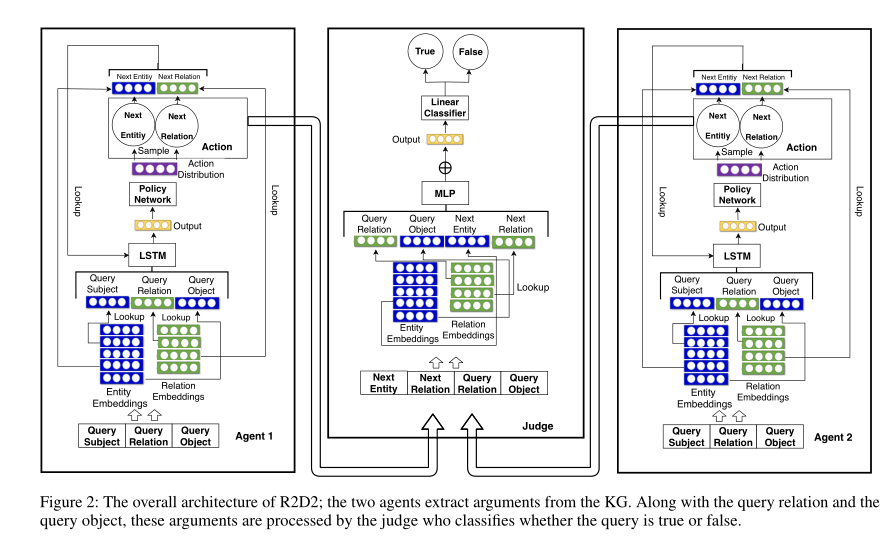 Next Entity Next Relation
Next
Entitiy
Next
Relation
Action
Sample
Action
Distribution
Policy
Network
Output
Lookup
Lookup
LSTM
Query
Subject
Query
Relation
Query
Object
Lookup
Lookup
Entity
Embeddings
Relation
Embeddings
Query
Subject
Query
Relation
Query
Object
Agent 1
True
False
Linear
Classifier
Output
MLP
Query
Relation
Query
Object
Next
Entity
Next
Relation
Lookup
Entity
Embeddings
Relation
Embeddings
Next
Entity
Next
Relation
Query
Relation
Query
Object
Judge
Next Entity Next Relation
Next
Entitiy
Next
Relation
Action
Sample
Action
Distribution
Policy
Network
Output
Lookup
Lookup
LSTM
Query
Subject
Query
Relation
Query
Object
Lookup
Lookup
Entity
Embeddings
Relation
Embeddings
Query
Subject
Query
Relation
Query
Object
Agent 2
Figure 2: The overall architecture of R2D2; the two agents extract arguments from the KG. Along with the query relation and the
query object, these arguments are processed by the judge who classifies whether the query is true or false.